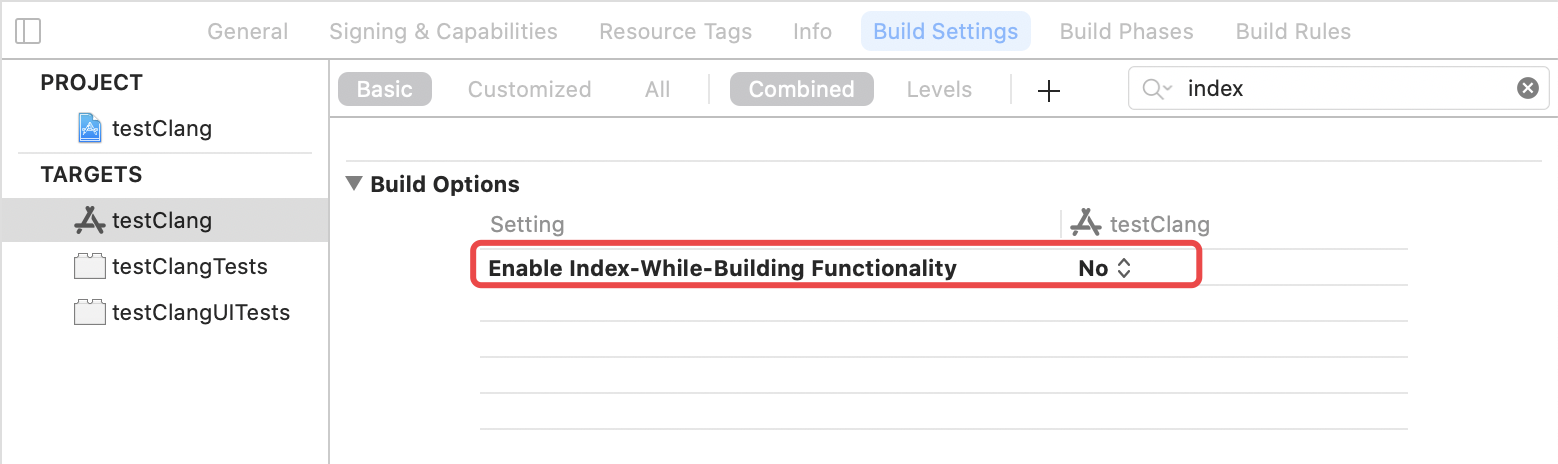 General Signing & Capabilities Resource Tags Info Build Settings Build Phases Build Rules
PROJECT
testClang
TARGETS
testClang
testClangTests
testClangUITests
Basic Customized All Combined Levels + index
Build Options
Setting testClang
Enable Index-While-Building Functionality No